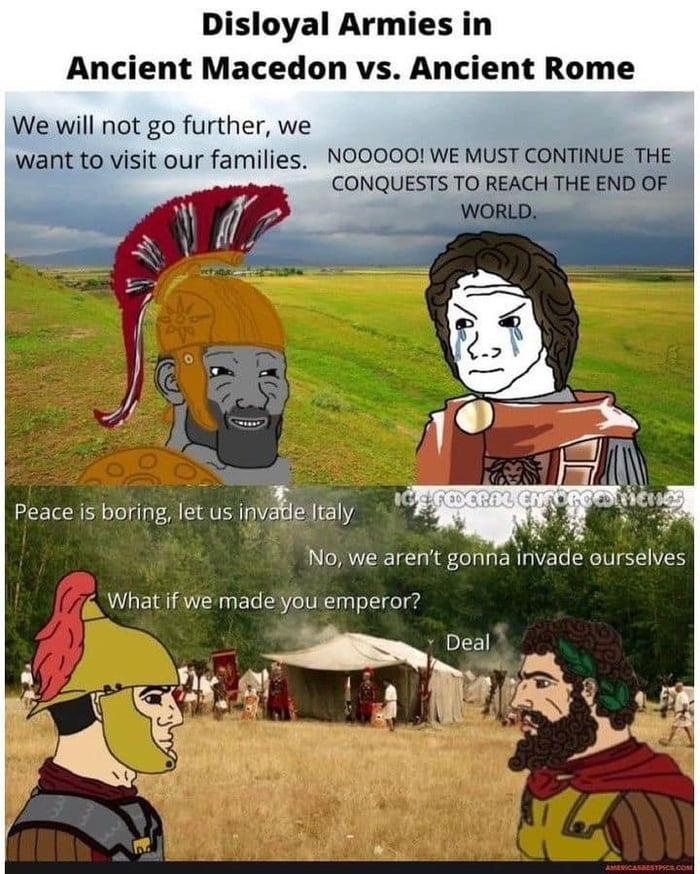 Disloyal Armies in
Ancient Macedon vs. Ancient Rome
We will not go further, we
want to visit our families.
NOOOOO! WE MUST CONTINUE THE
CONQUESTS TO REACH THE END OF
WORLD.
Peace is boring, let us invade Italy
No, we aren't gonna invade ourselves
What if we made you emperor?
Deal
AMERICASBESTPICS.COM